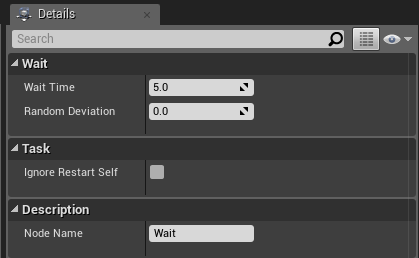 Details
Search
Wait
Wait Time 5.0
Random Deviation 0.0
Task
Ignore Restart Self
Description
Node Name Wait